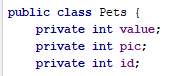 public class Pets {
    private int value;
    private int pic;
    private int id;